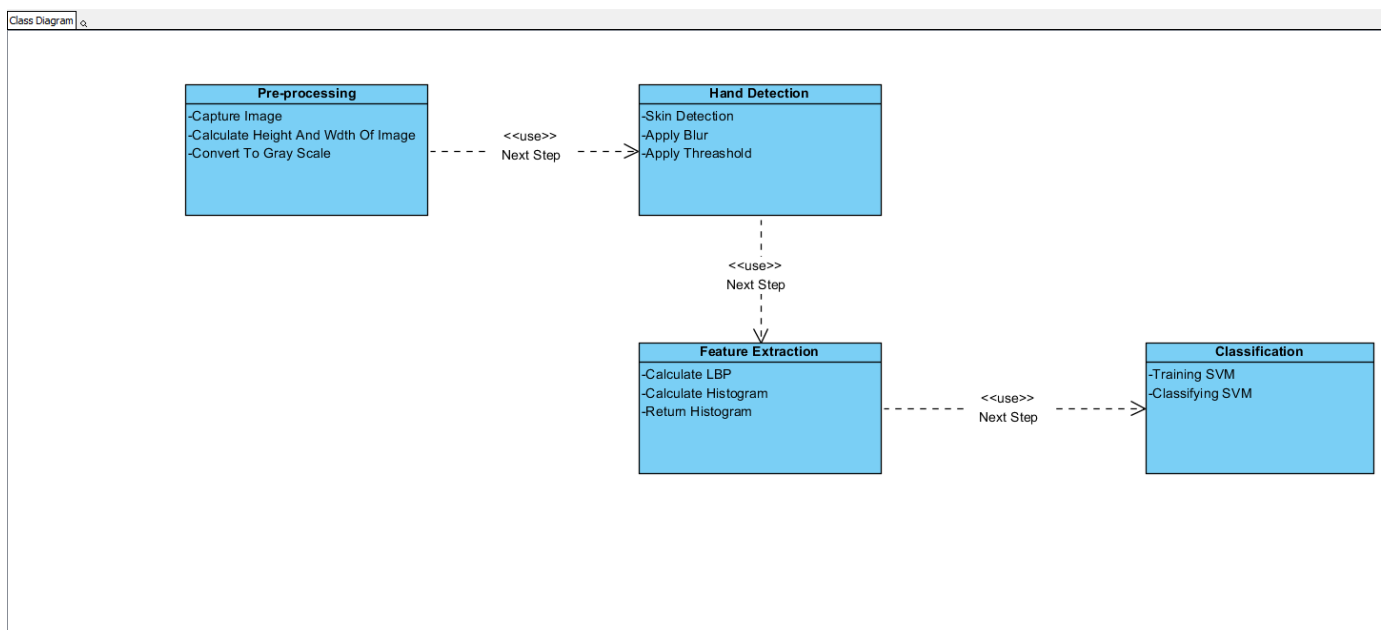 Class Diagram
Pre-processing
-Capture Image
-Calculate Height And Wdth Of Image
-Convert To Gray Scale
<<use>>
Next Step
Hand Detection
-Skin Detection
-Apply Blur
-Apply Threashold
<<use>>
Next Step
Feature Extraction
-Calculate LBP
-Calculate Histogram
-Return Histogram
<<use>>
Next Step
Classification
-Training SVM
-Classifying SVM